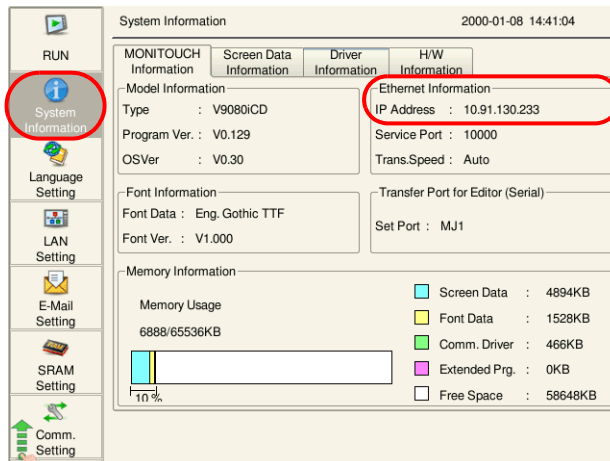 System Information 2000-01-08 14:41:04
RUN
System
Information
Language
Setting
LAN
Setting
E-Mail
Setting
SRAM
Setting
Comm.
Setting
MONITOUCH
Information
Screen Data
Information
Driver
Information
H/W
Information
Model Information
Type : V9080iCD
Program Ver. : V0.129
OSVer : V0.30
Ethernet Information
IP Address : 10.91.130.233
Service Port : 10000
Trans.Speed : Auto
Font Information
Font Data : Eng. Gothic TTF
Font Ver. : V1.000
Transfer Port for Editor (Serial)
Set Port : MJ1
Memory Information
Memory Usage
6888/65536KB
10 %
Screen Data : 4894KB
Font Data : 1528KB
Comm. Driver : 466KB
Extended Prg. : 0KB
Free Space : 58648KB